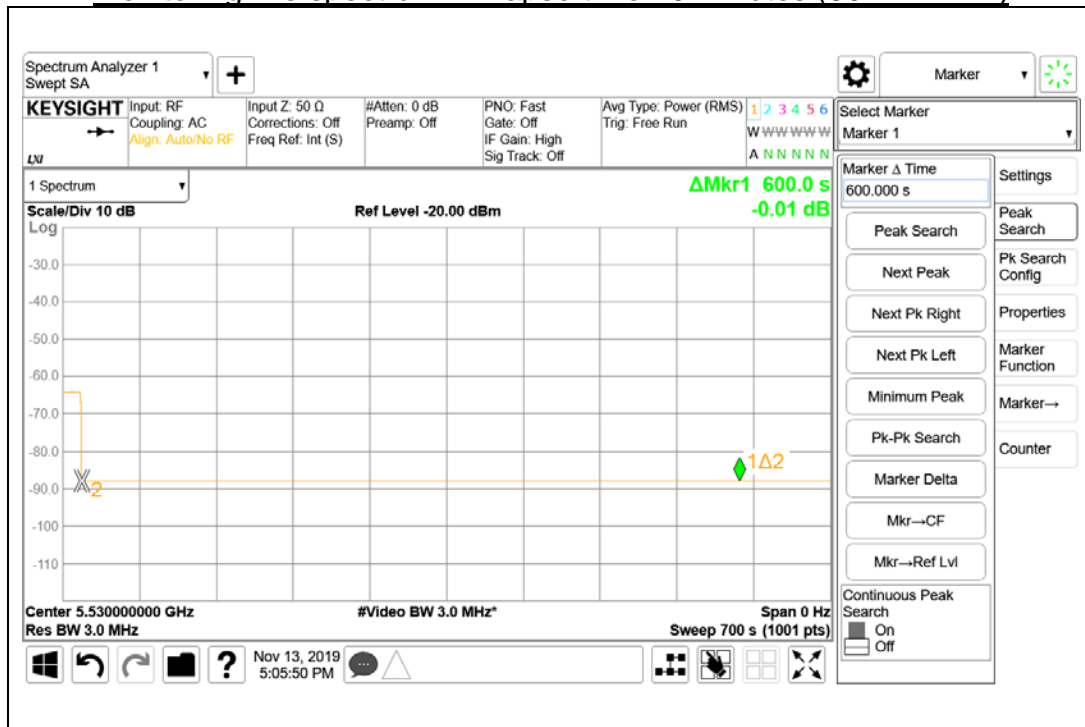 Spectrum Analyzer 1
Swept SA
+
Marker
KEYSIGHT
LXI
Input: RF
Coupling: AC
Align: Auto/No RF
Input Z: 50 Ω
Corrections: Off
Freq Ref: Int (S)
#Atten: 0 dB
Preamp: Off
PNO: Fast
Gate: Off
IF Gain: High
Sig Track: Off
Avg Type: Power (RMS)
Trig: Free Run
1 2 3 4 5 6
W W W W W W
A N N N N N
Select Marker
Marker 1
1 Spectrum
ΔMkr1 600.0 s
-0.01 dB
Scale/Div 10 dB
Ref Level -20.00 dBm
Log
-30.0
-40.0
-50.0
-60.0
-70.0
-80.0
-90.0
-100
-110
2
1Δ2
Center 5.530000000 GHz
Res BW 3.0 MHz
#Video BW 3.0 MHz*
Span 0 Hz
Sweep 700 s (1001 pts)
Marker Δ Time
600.000 s
Peak Search
Next Peak
Next Pk Right
Next Pk Left
Minimum Peak
Pk-Pk Search
Marker Delta
Mkr→CF
Mkr→Ref Lvl
Continuous Peak
Search
On
Off
Settings
Peak
Search
Pk Search
Config
Properties
Marker
Function
Marker→
Counter
?
Nov 13, 2019
5:05:50 PM